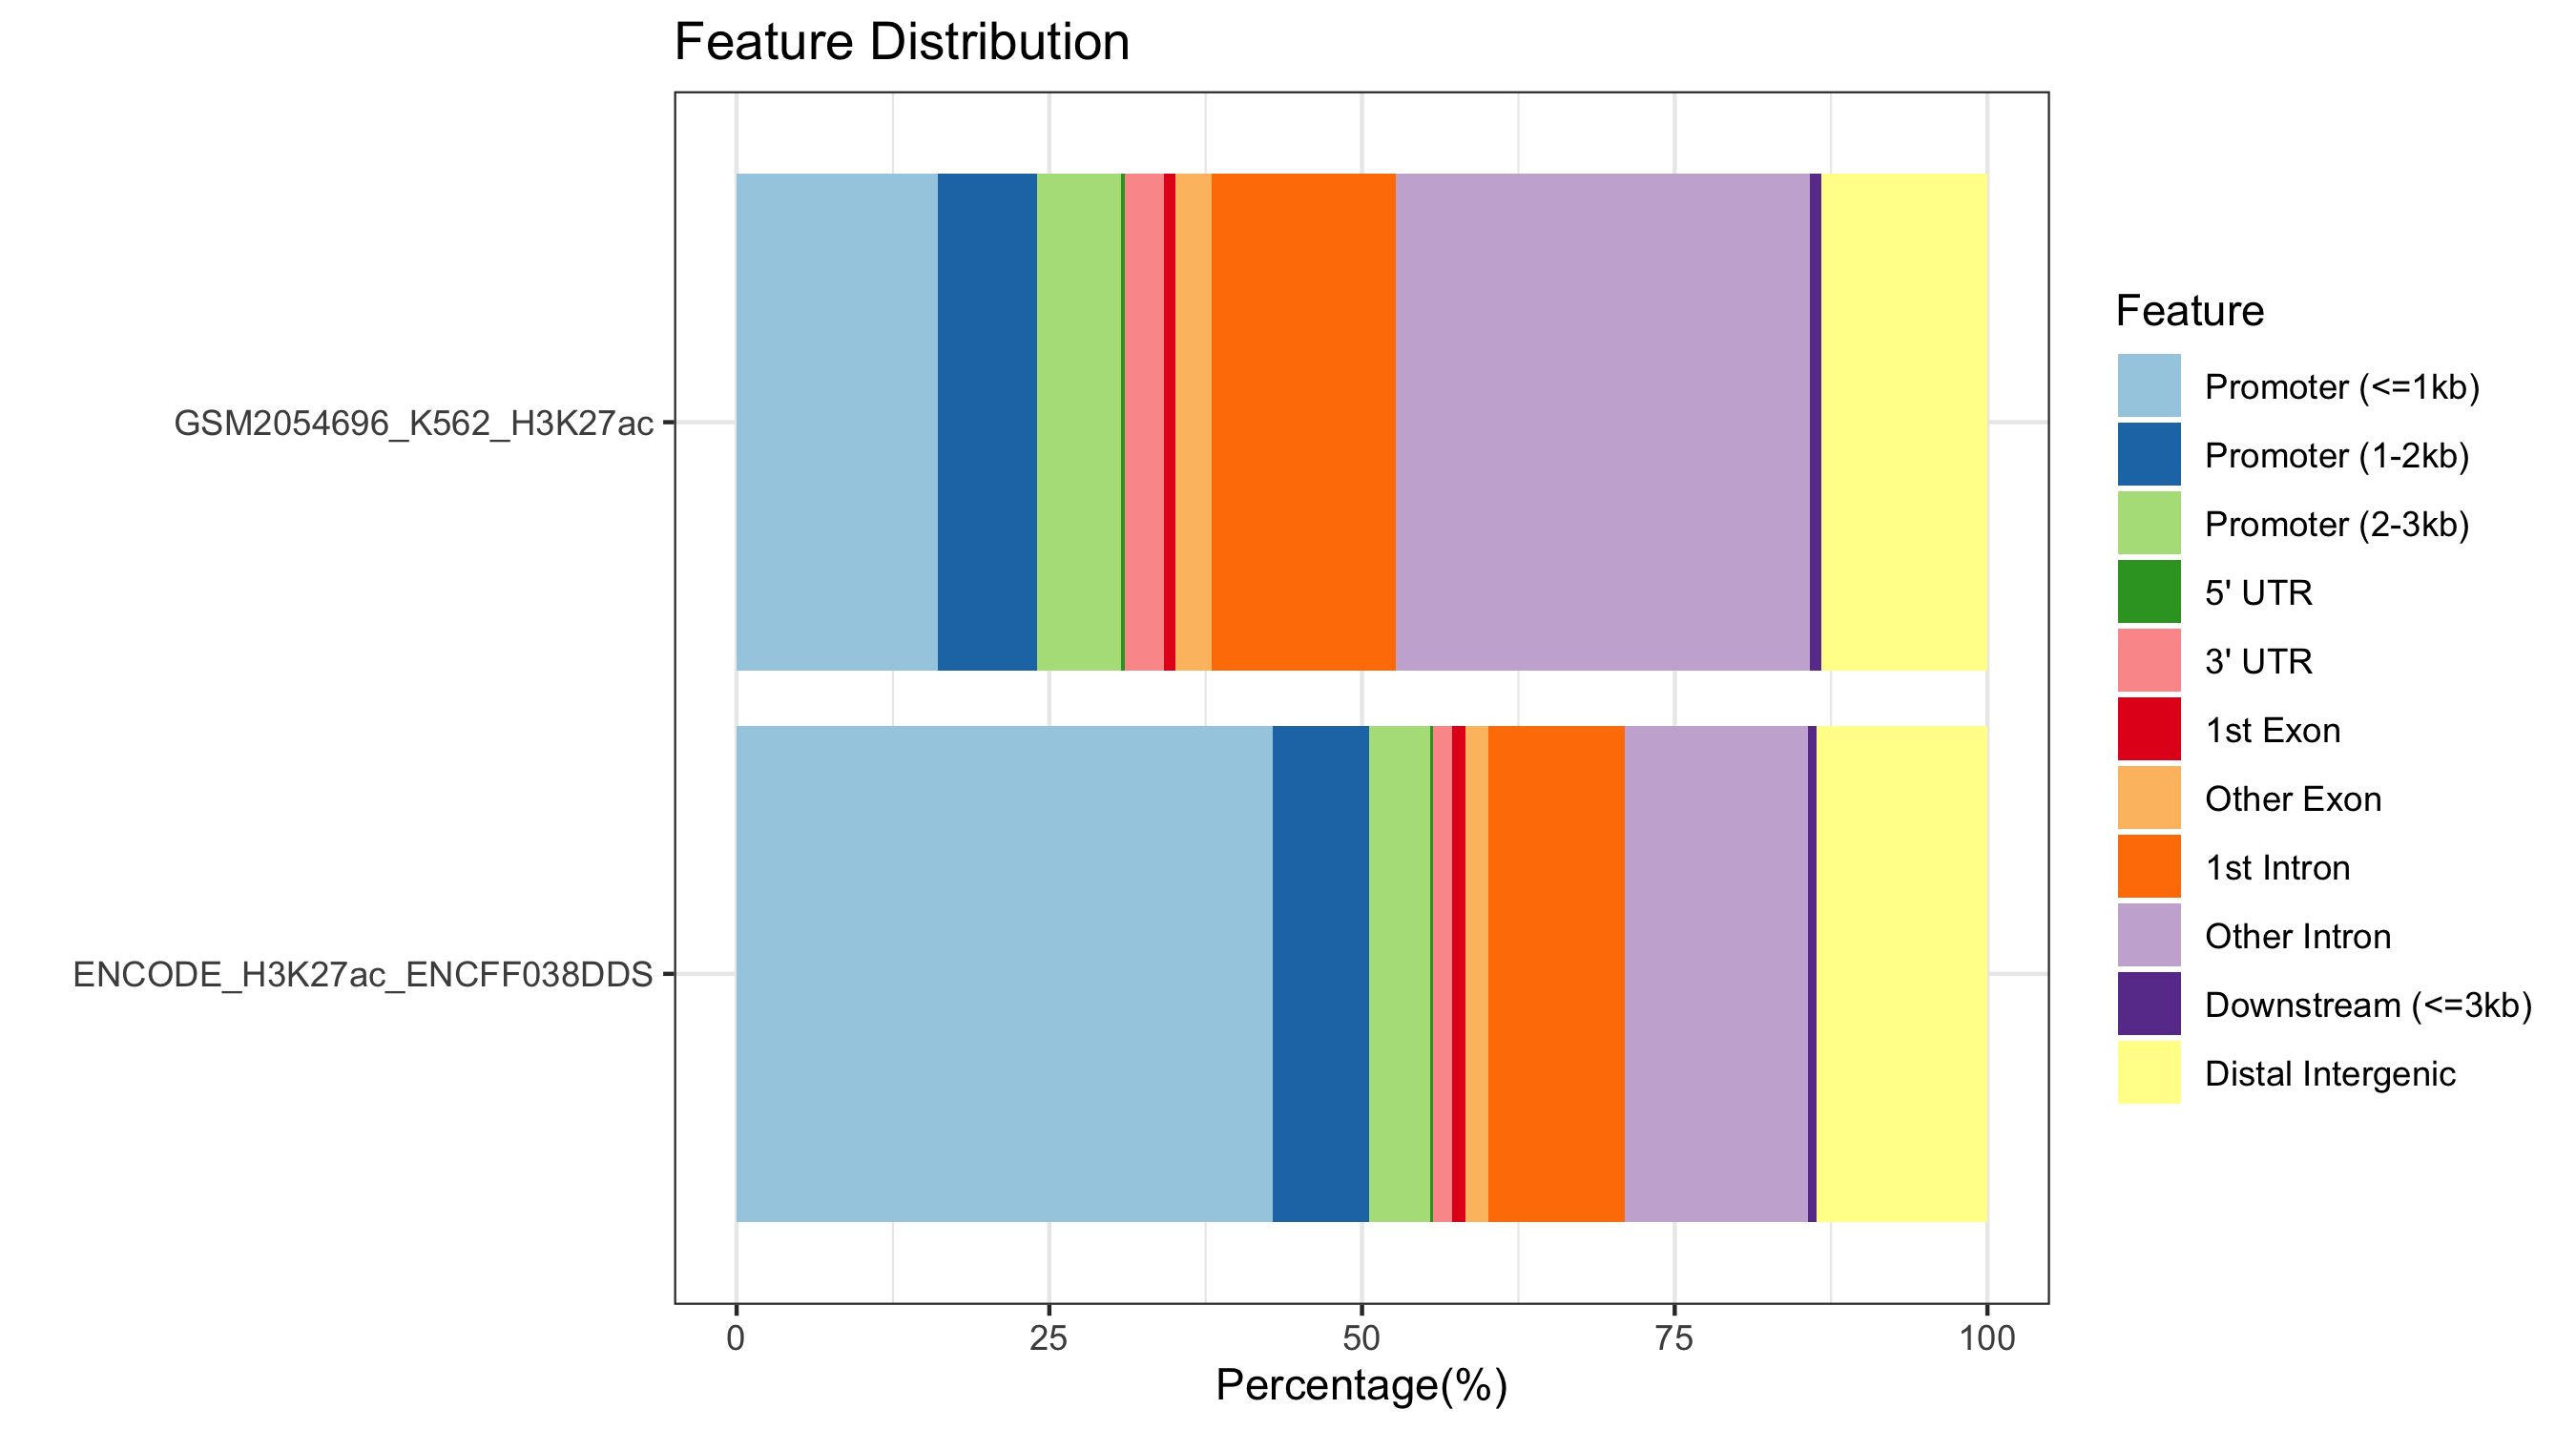 Feature Distribution
GSM2054696_K562_H3K27ac
ENCODE_H3K27ac_ENCFF038DDS
0 25 50 75 100
Percentage(%)
Feature
Promoter (<=1kb)
Promoter (1-2kb)
Promoter (2-3kb)
5' UTR
3' UTR
1st Exon
Other Exon
1st Intron
Other Intron
Downstream (<=3kb)
Distal Intergenic